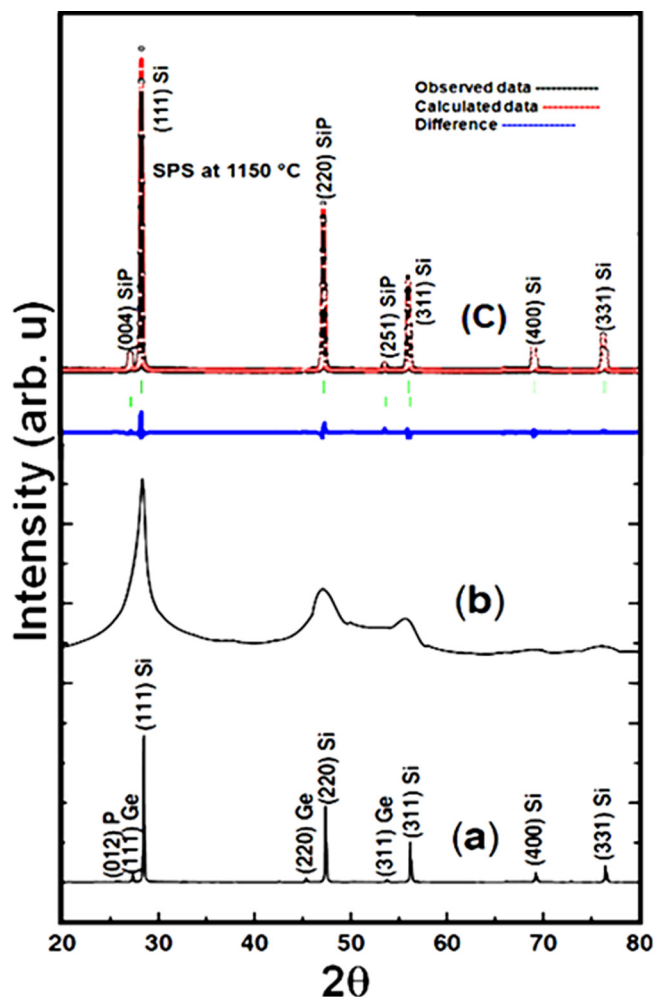 Observed data
Calculated data
Difference
(111) Si
SPS at 1150 °C
(220) SiP
(004) SiP
(251) SiP
(311) Si
(C)
(400) Si
(331) Si
Intensity (arb. u)
(b)
(111) Si
(012) P
(111) Ge
(220) Ge
(220) Si
(311) Ge
(311) Si
(a)
(400) Si
(331) Si
20 30 40 50 60 70 80
2θ